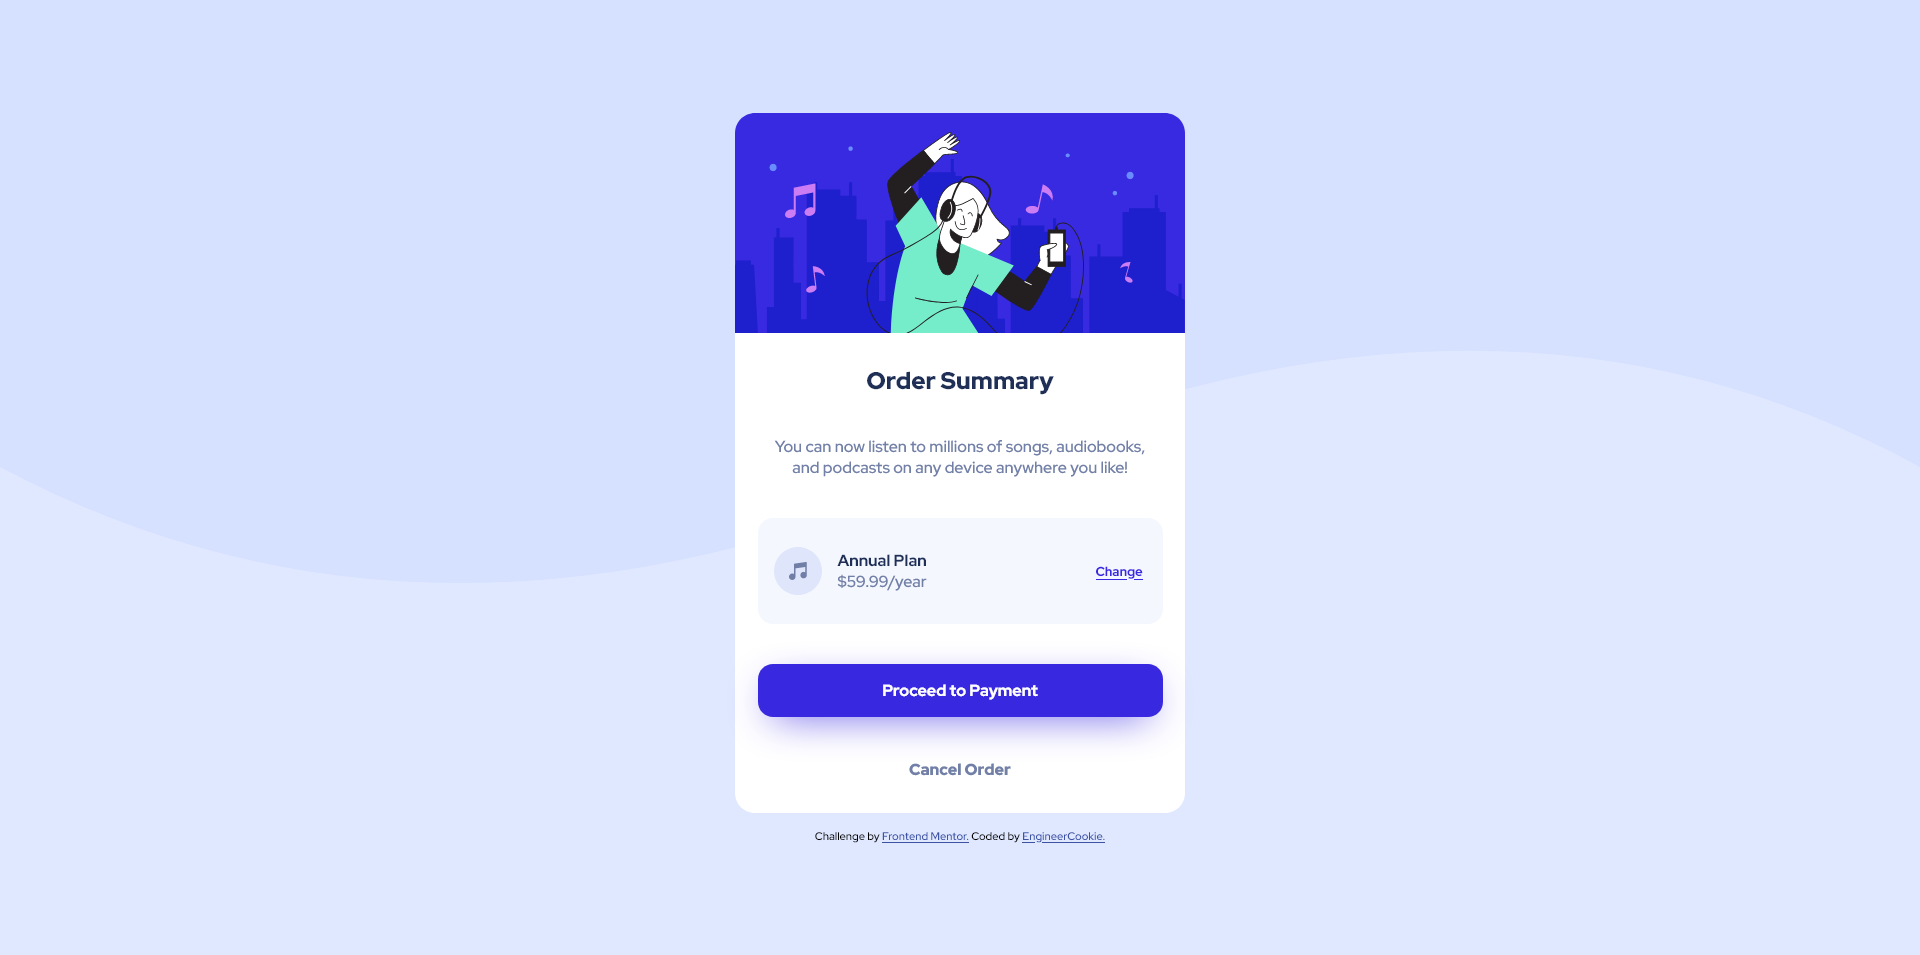 Order Summary
You can now listen to millions of songs, audiobooks,
and podcasts on any device anywhere you like!
Annual Plan
$59.99/year
Change
Proceed to Payment
Cancel Order
Challenge by Frontend Mentor. Coded by EngineerCookie.